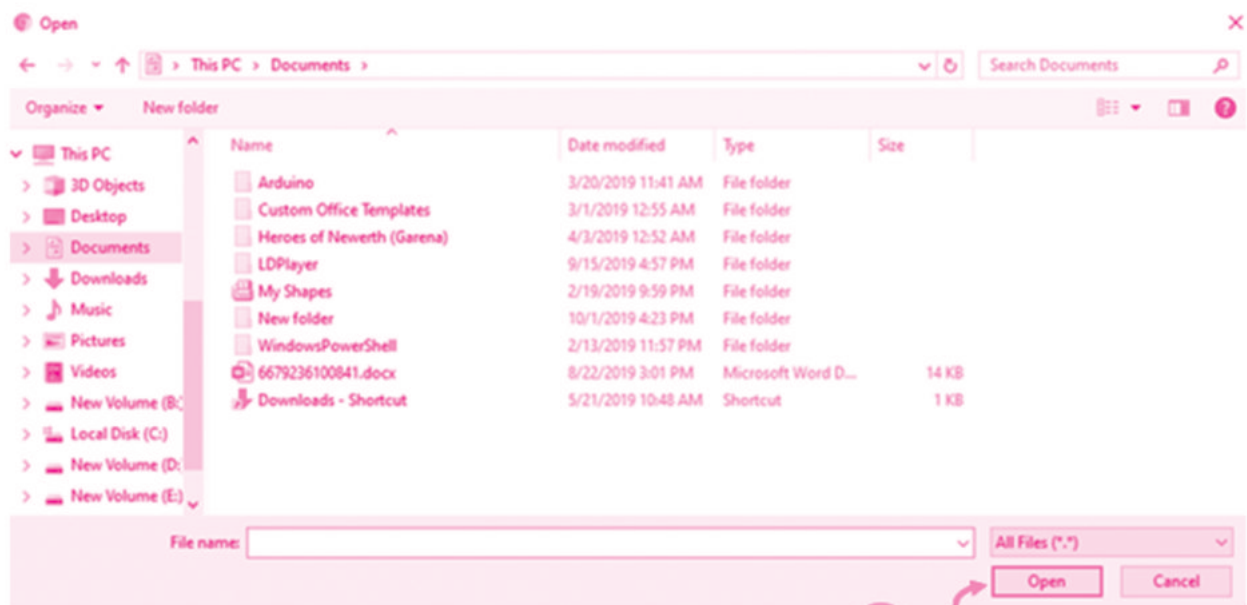 Open
This PC > Documents >
Search Documents
Organize
New folder
Name
Date modified
Type
Size
This PC
3D Objects
Desktop
Documents
Downloads
Music
Pictures
Videos
New Volume (B:
Local Disk (C:)
New Volume (D:
New Volume (E:)
Arduino 3/20/2019 11:41 AM File folder
Custom Office Templates 3/1/2019 12:55 AM File folder
Heroes of Newerth (Garena) 4/3/2019 12:52 AM File folder
LDPlayer 9/15/2019 4:57 PM File folder
My Shapes 2/19/2019 9:59 PM File folder
New folder 10/1/2019 4:23 PM File folder
WindowsPowerShell 2/13/2019 11:57 PM File folder
6679236100841.docx 8/22/2019 3:01 PM Microsoft Word D... 14 KB
Downloads - Shortcut 5/21/2019 10:48 AM Shortcut 1 KB
File name:
All Files (*.*)
Open
Cancel